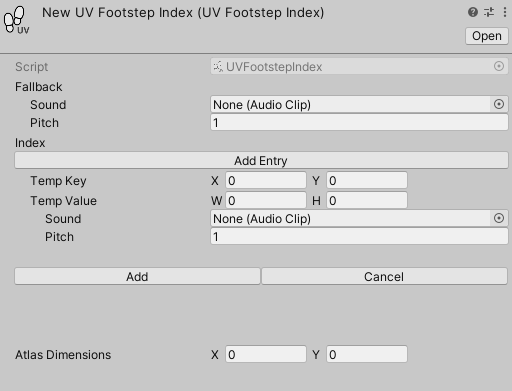 New UV Footstep Index (UV Footstep Index)
UV
Open
Script UVFootstepIndex
Fallback
Sound None (Audio Clip)
Pitch 1
Index
Add Entry
Temp Key X 0 Y 0
Temp Value W 0 H 0
Sound None (Audio Clip)
Pitch 1
Add Cancel
Atlas Dimensions X 0 Y 0